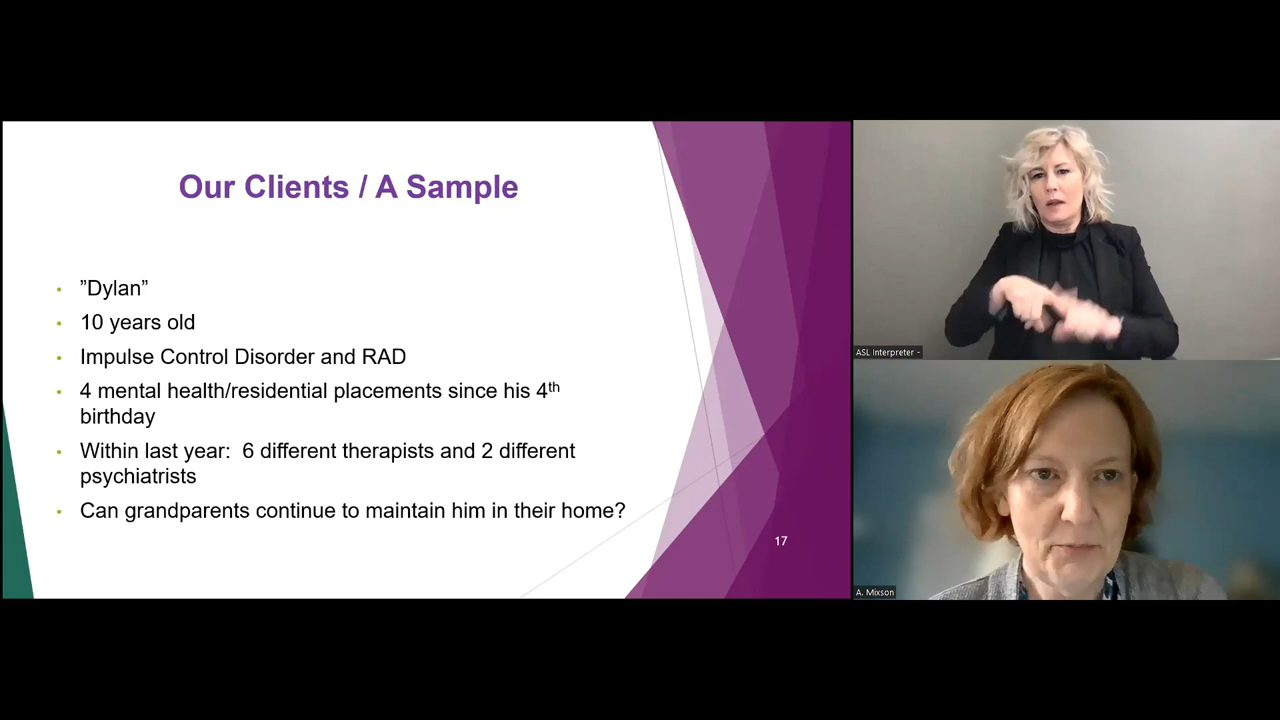 Our Clients / A Sample
• ”Dylan”
• 10 years old
• Impulse Control Disorder and RAD
• 4 mental health/residential placements since his 4th
birthday
• Within last year:  6 different therapists and 2 different
psychiatrists
• Can grandparents continue to maintain him in their home?
17
ASL Interpreter -
A. Mixson